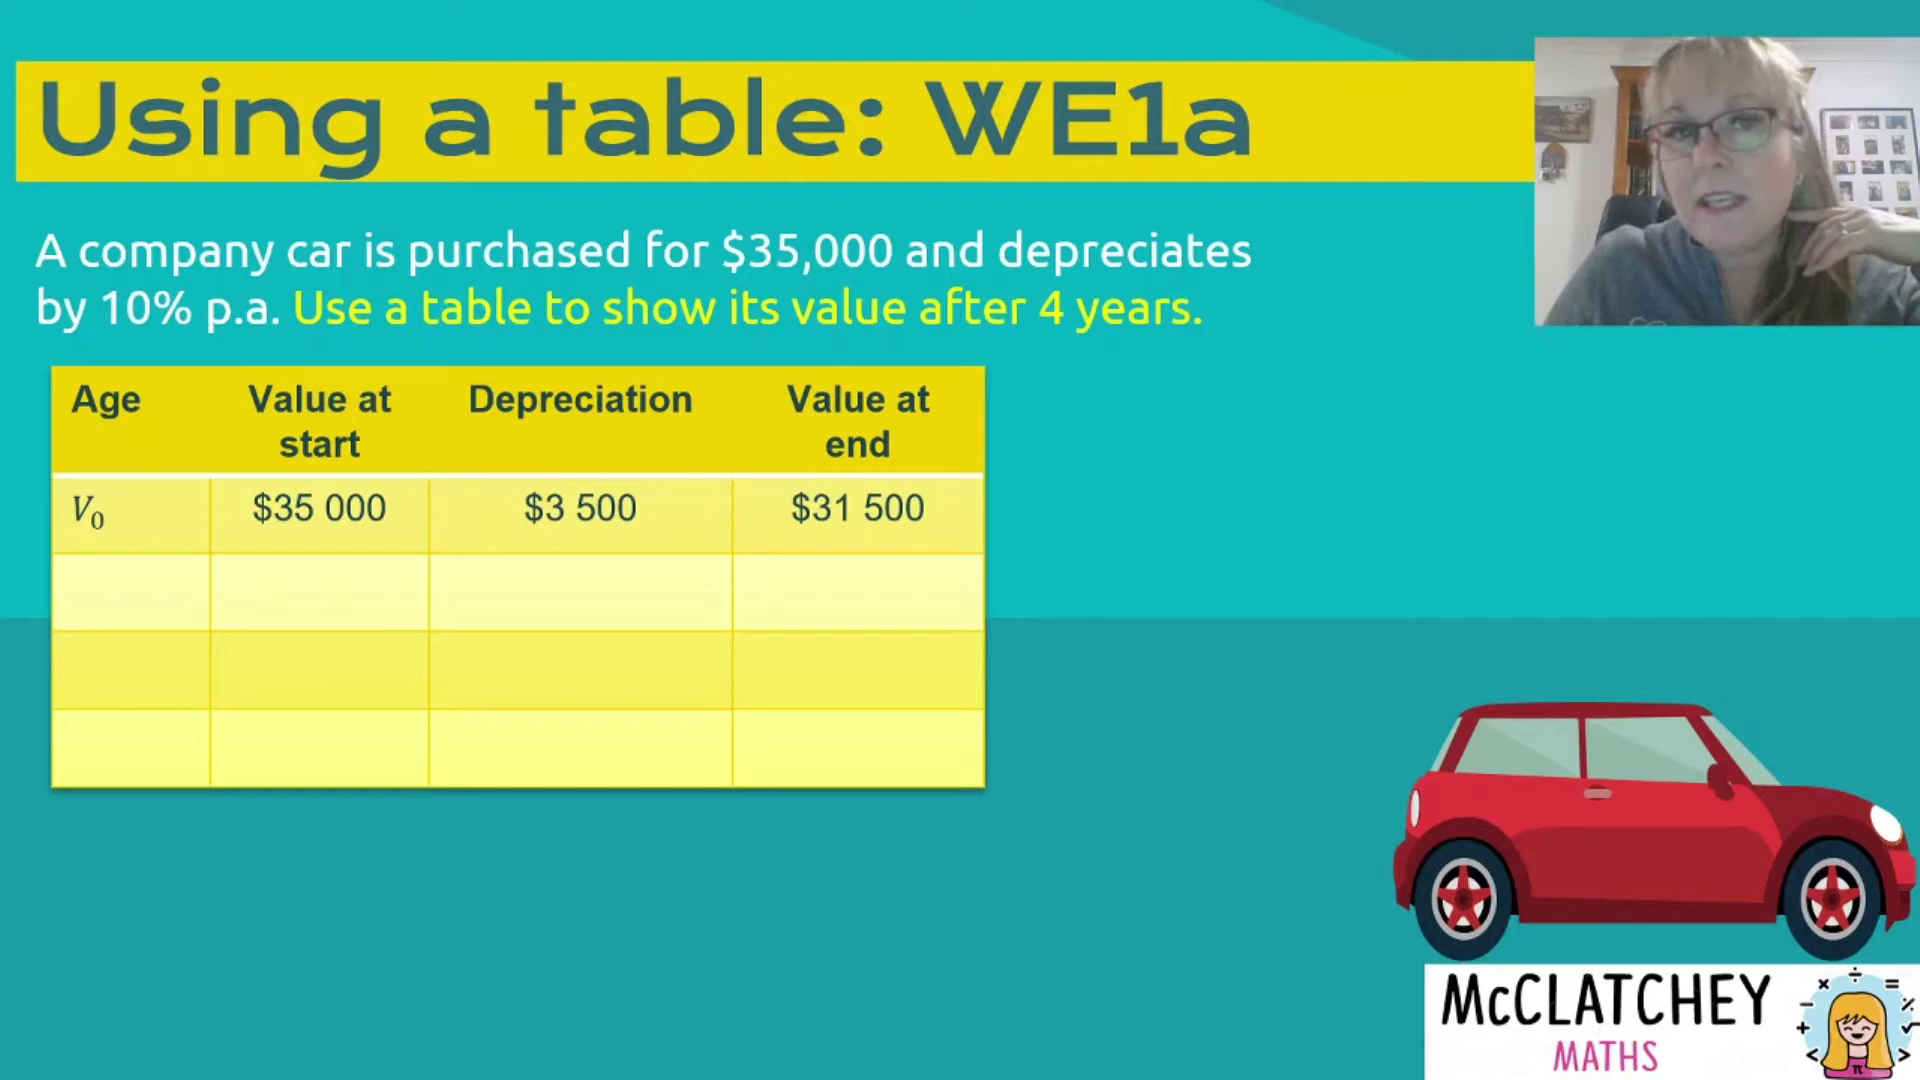 Using a table: WE1a
A company car is purchased for $35,000 and depreciates
by 10% p.a. Use a table to show its value after 4 years.
Age Value at start Depreciation Value at end
V₀ $35 000 $3 500 $31 500
McCLATCHEY
MATHS